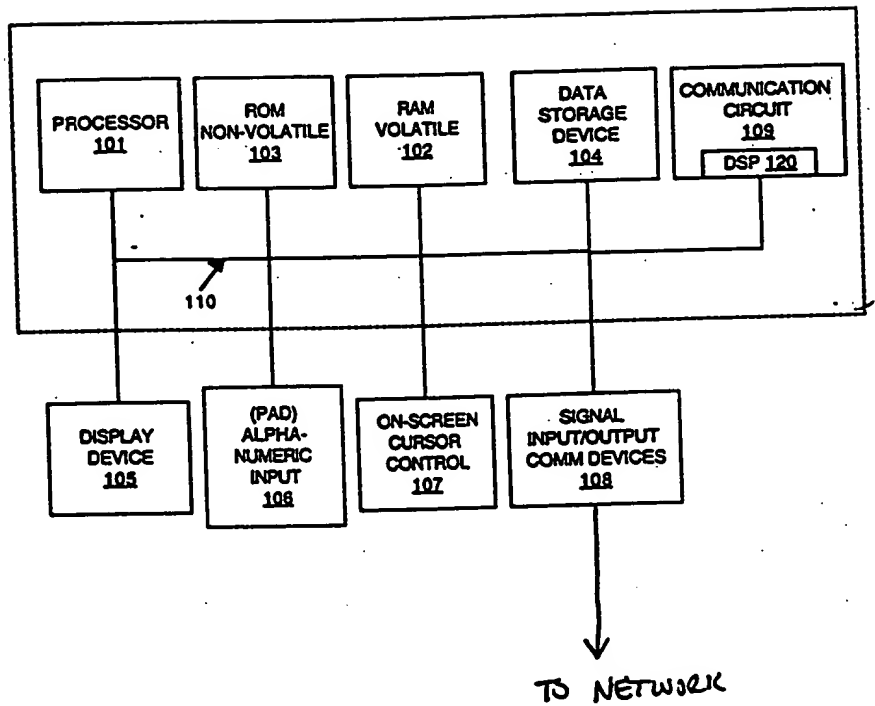 PROCESSOR
101
ROM
NON-VOLATILE
103
RAM
VOLATILE
102
DATA
STORAGE
DEVICE
104
COMMUNICATION
CIRCUIT
109
DSP 120
110
DISPLAY
DEVICE
105
(PAD)
ALPHA-
NUMERIC
INPUT
106
ON-SCREEN
CURSOR
CONTROL
107
SIGNAL
INPUT/OUTPUT
COMM DEVICES
108
TO NETWORK